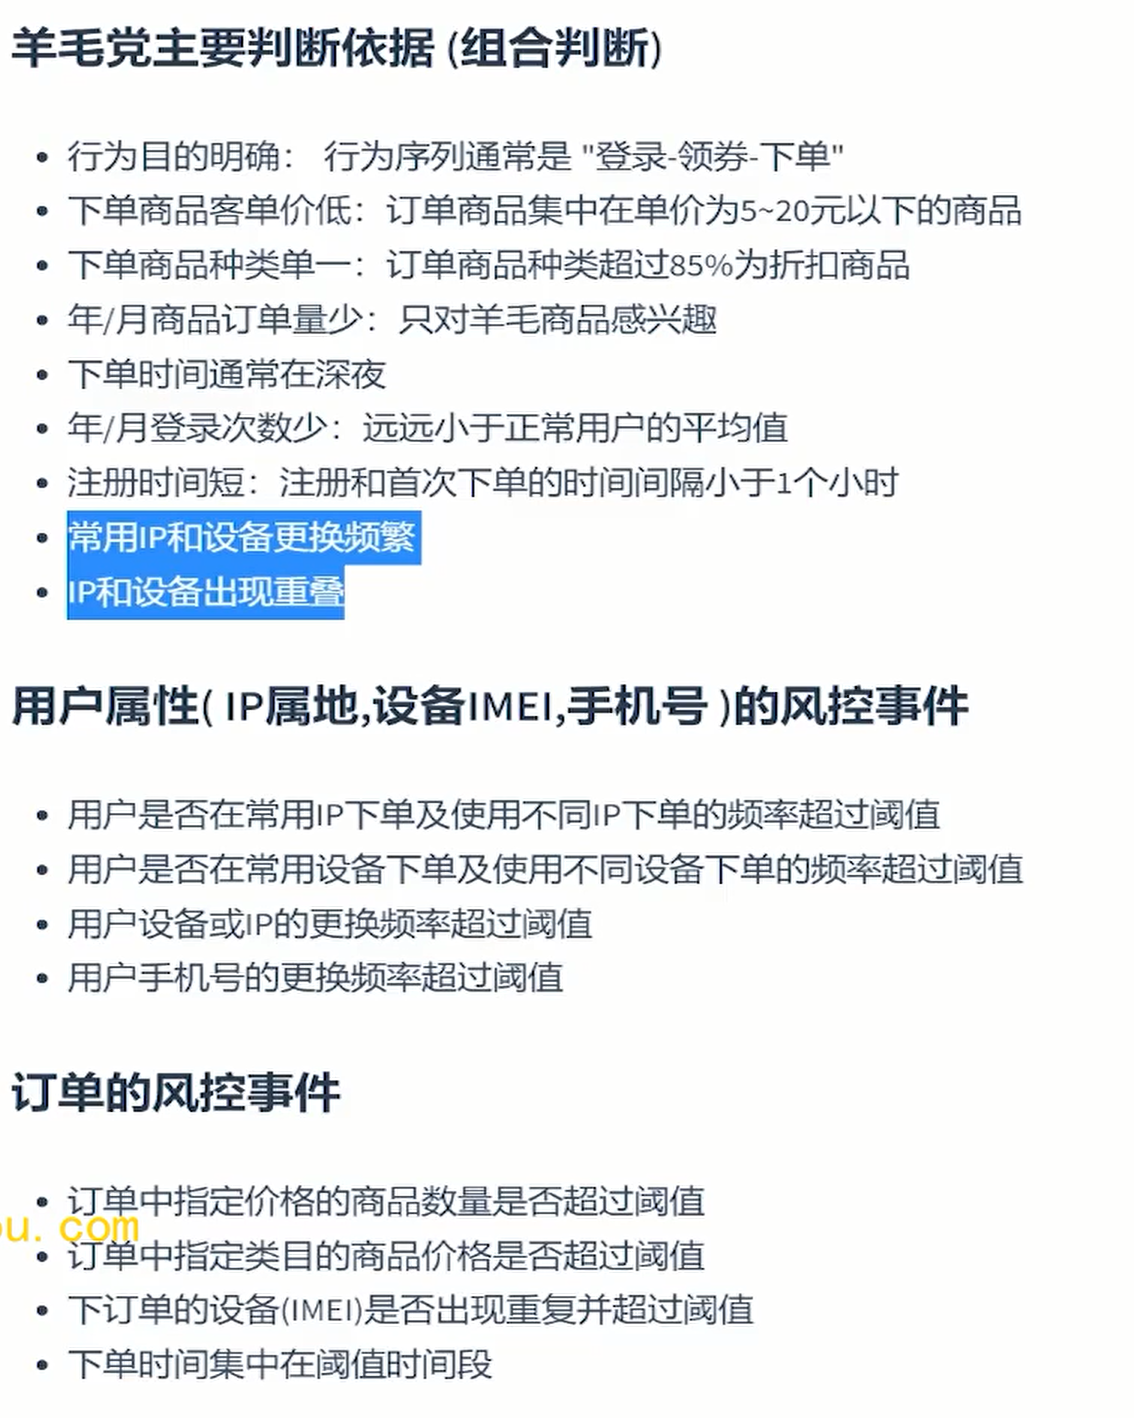 羊毛党主要判断依据 (组合判断)
行为目的明确： 行为序列通常是 "登录-领券-下单"
下单商品客单价低：订单商品集中在单价为5~20元以下的商品
下单商品种类单一：订单商品种类超过85%为折扣商品
年/月商品订单量少：只对羊毛商品感兴趣
下单时间通常在深夜
年/月登录次数少：远远小于正常用户的平均值
注册时间短：注册和首次下单的时间间隔小于1个小时
常用IP和设备更换频繁
IP和设备出现重叠
用户属性( IP属地,设备IMEI,手机号 )的风控事件
用户是否在常用IP下单及使用不同IP下单的频率超过阈值
用户是否在常用设备下单及使用不同设备下单的频率超过阈值
用户设备或IP的更换频率超过阈值
用户手机号的更换频率超过阈值
订单的风控事件
订单中指定价格的商品数量是否超过阈值
ou.com
订单中指定类目的商品价格是否超过阈值
下订单的设备(IMEI)是否出现重复并超过阈值
下单时间集中在阈值时间段